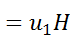 = u₁H